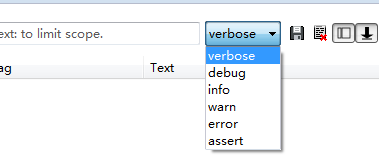 ext: to limit scope. verbose
ag Text
verbose
debug
info
warn
error
assert